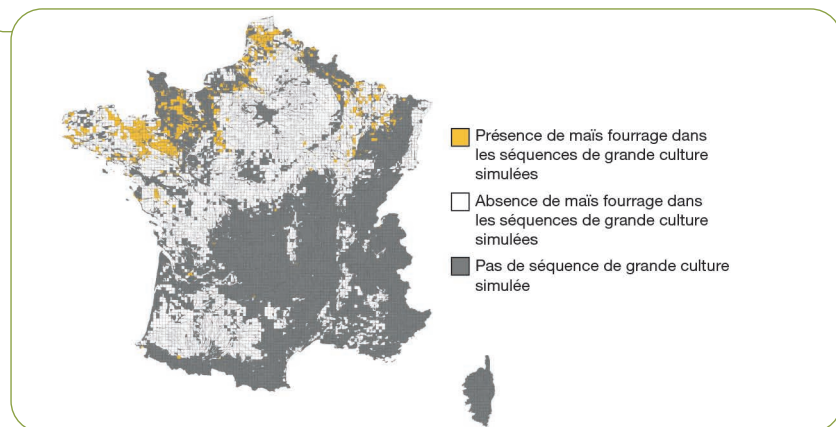 Présence de maïs fourrage dans
les séquences de grande culture
simulées
Absence de maïs fourrage dans
les séquences de grande culture
simulées
Pas de séquence de grande culture
simulée